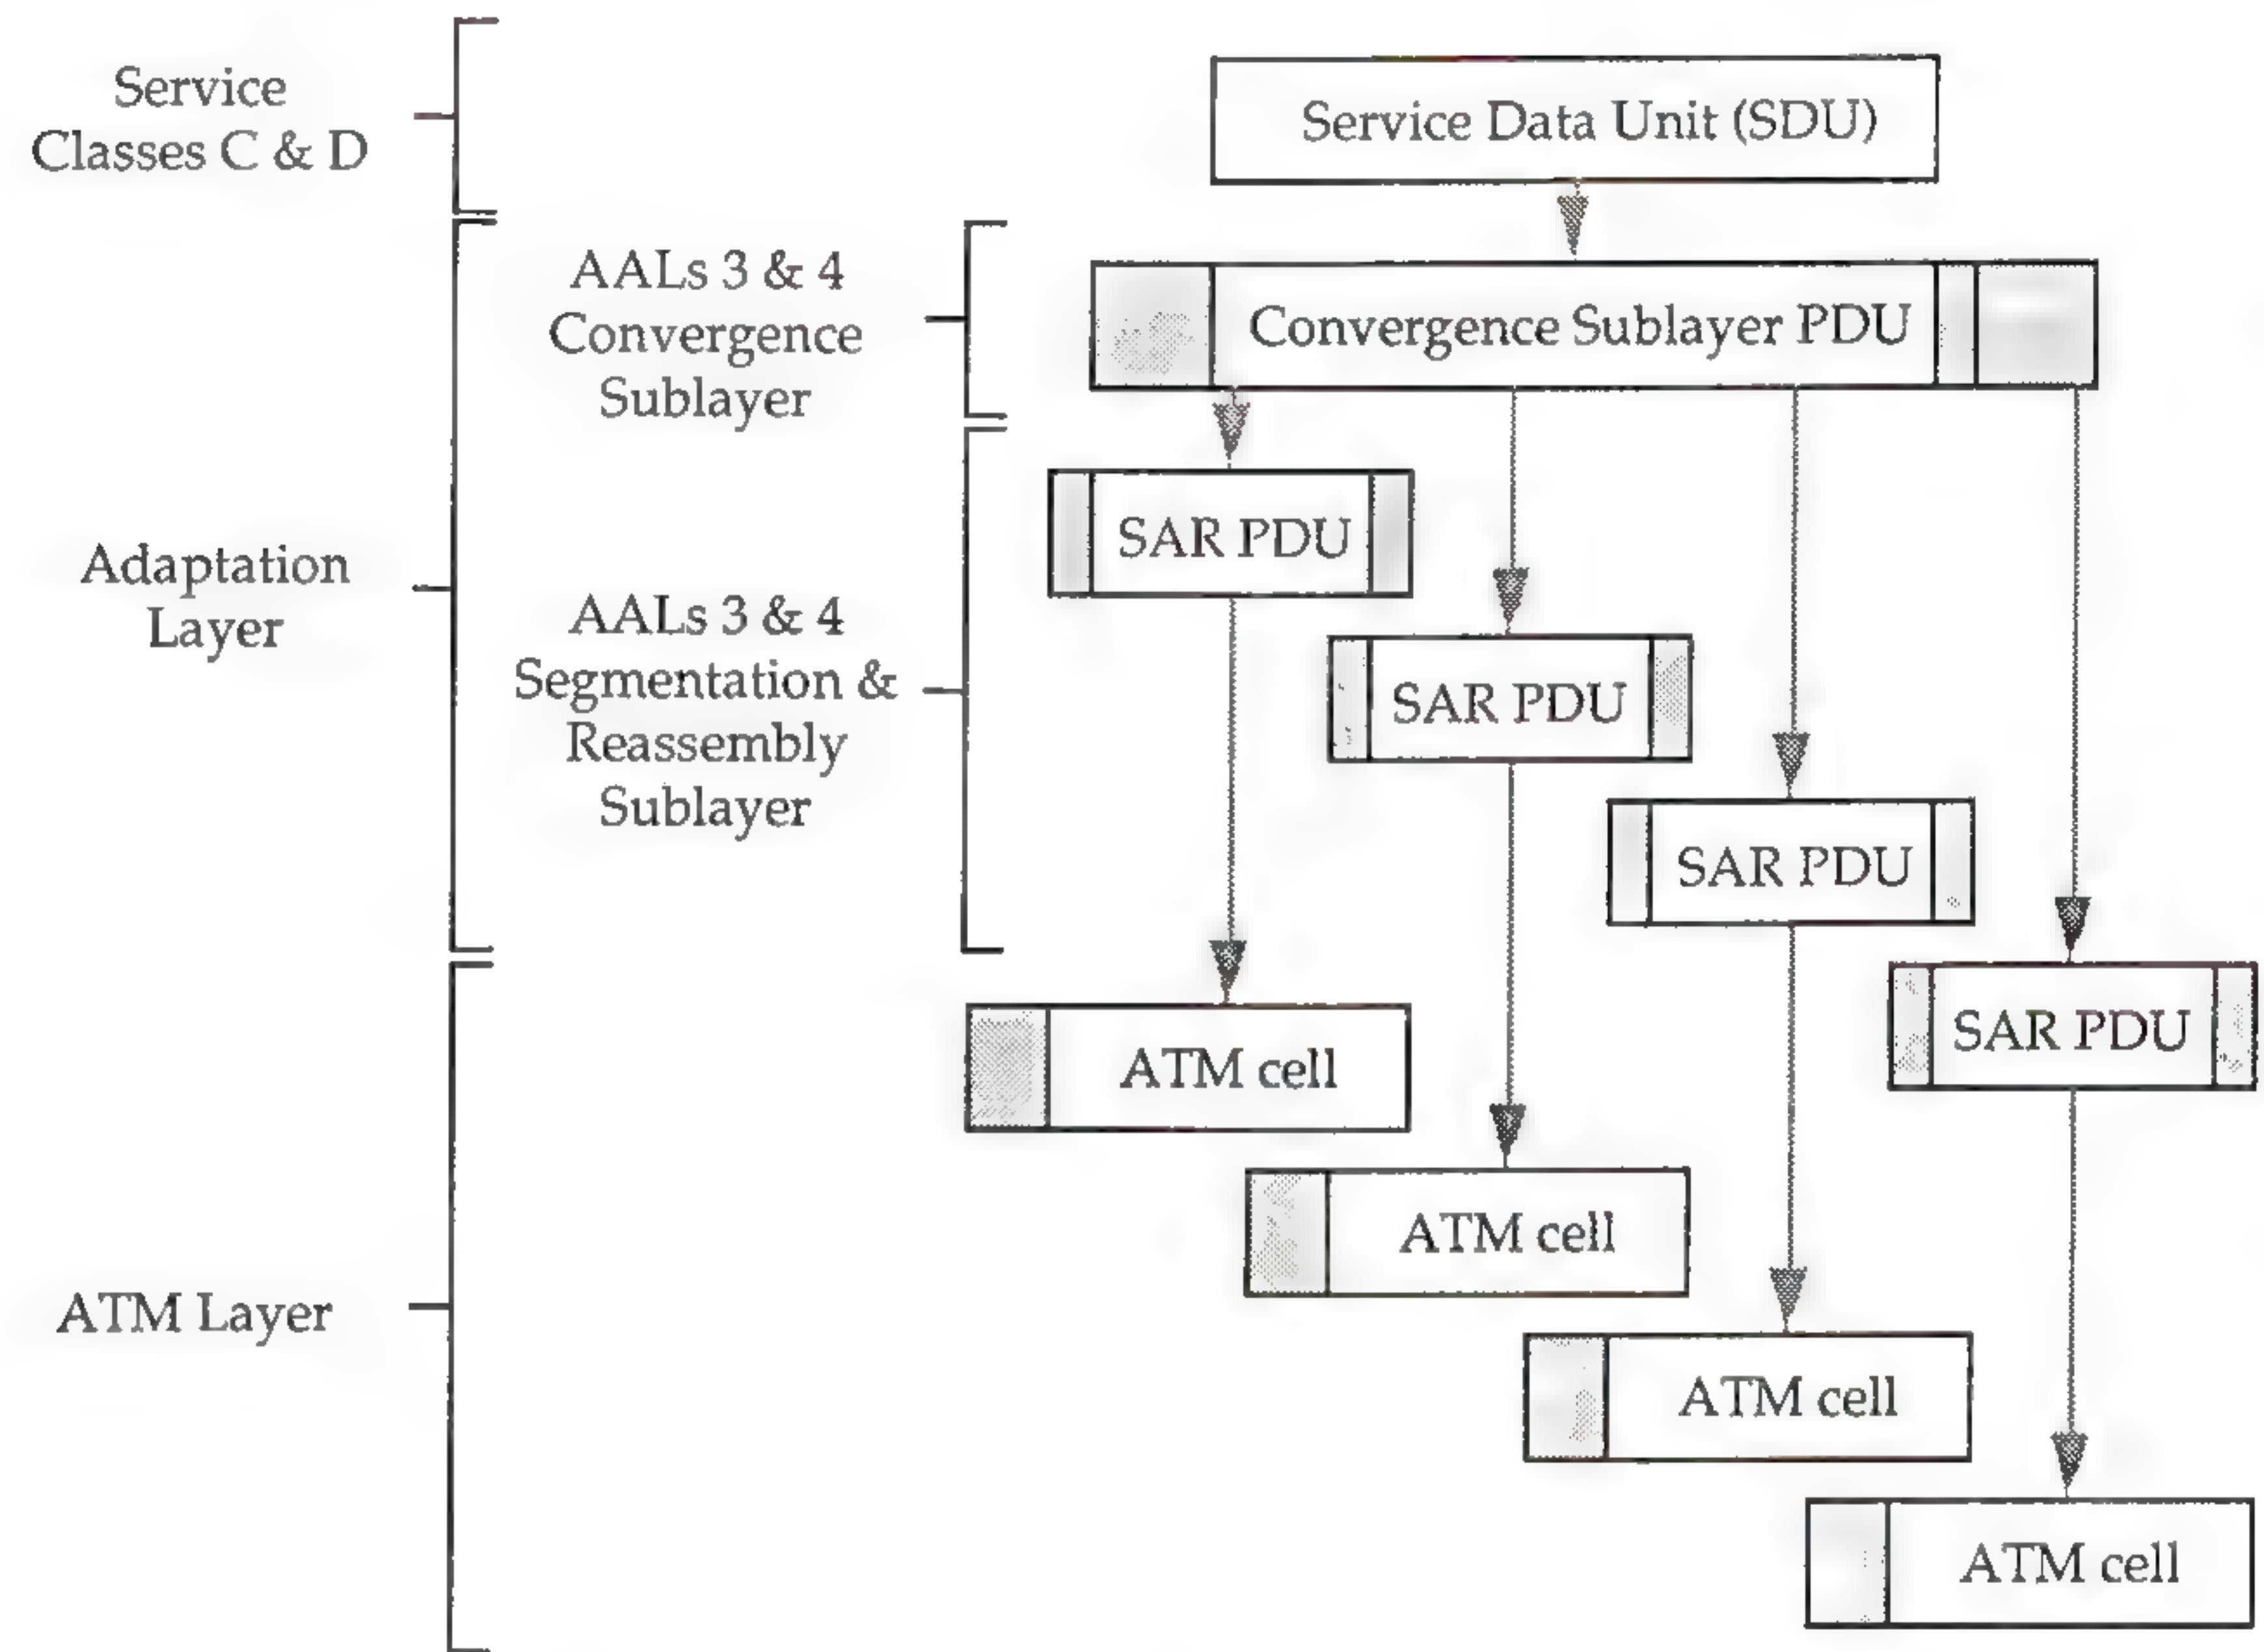 Service
Classes C & D
Service Data Unit (SDU)
AALs 3 & 4
Convergence
Sublayer
Convergence Sublayer PDU
Adaptation
Layer
AALs 3 & 4
Segmentation &
Reassembly
Sublayer
SAR PDU
SAR PDU
SAR PDU
SAR PDU
ATM Layer
ATM cell
ATM cell
ATM cell
ATM cell